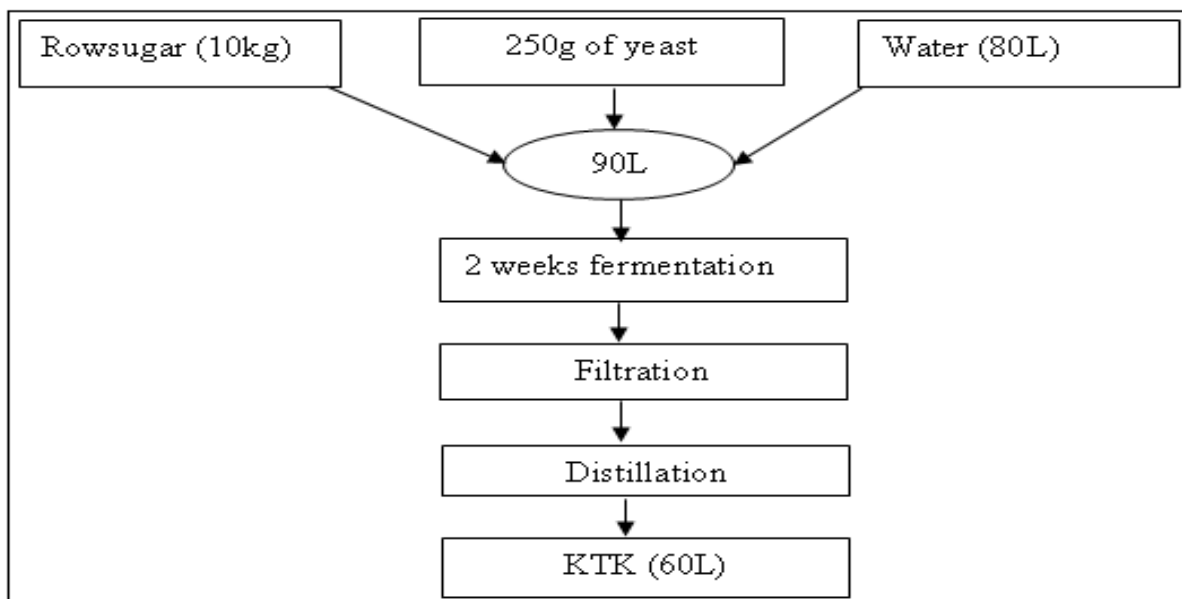 Rowsugar (10kg)
250g of yeast
Water (80L)
90L
2 weeks fermentation
Filtration
Distillation
KTK (60L)